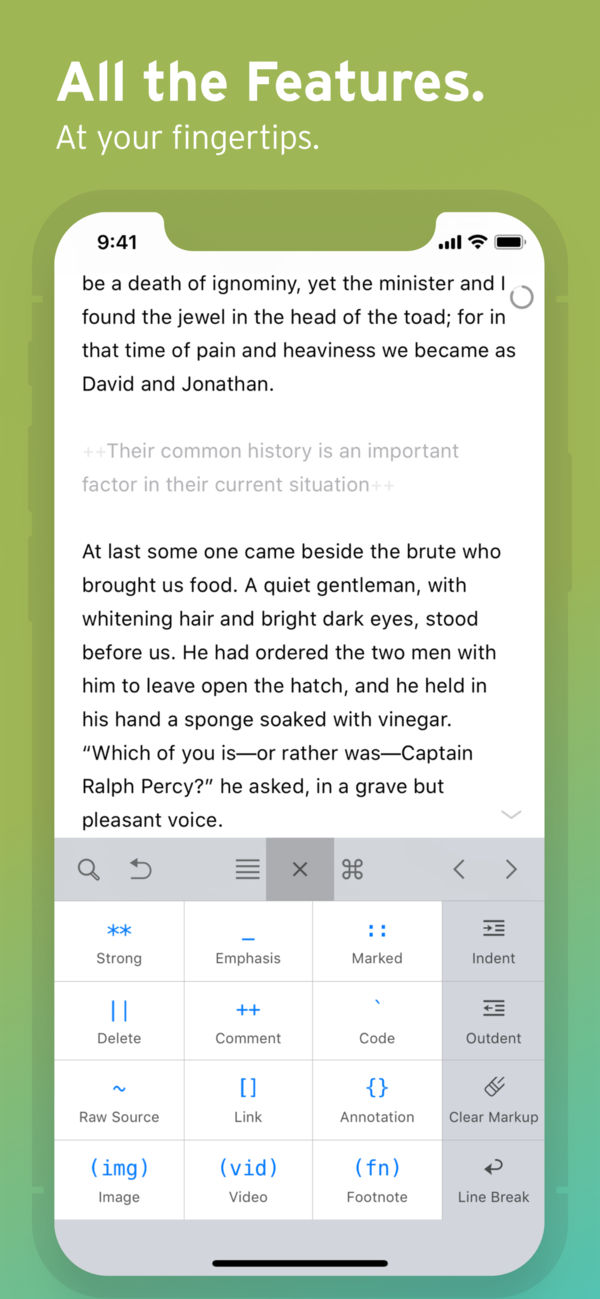 All the Features.
At your fingertips.
9:41
be a death of ignominy, yet the minister and I
found the jewel in the head of the toad; for in
that time of pain and heaviness we became as
David and Jonathan.
++Their common history is an important
factor in their current situation++
At last some one came beside the brute who
brought us food. A quiet gentleman, with
whitening hair and bright dark eyes, stood
before us. He had ordered the two men with
him to leave open the hatch, and he held in
his hand a sponge soaked with vinegar.
“Which of you is—or rather was—Captain
Ralph Percy?” he asked, in a grave but
pleasant voice.
** _ ::
Strong Emphasis Marked Indent
|| ++ `
Delete Comment Code Outdent
~ [] {}
Raw Source Link Annotation Clear Markup
(img) (vid) (fn)
Image Video Footnote Line Break